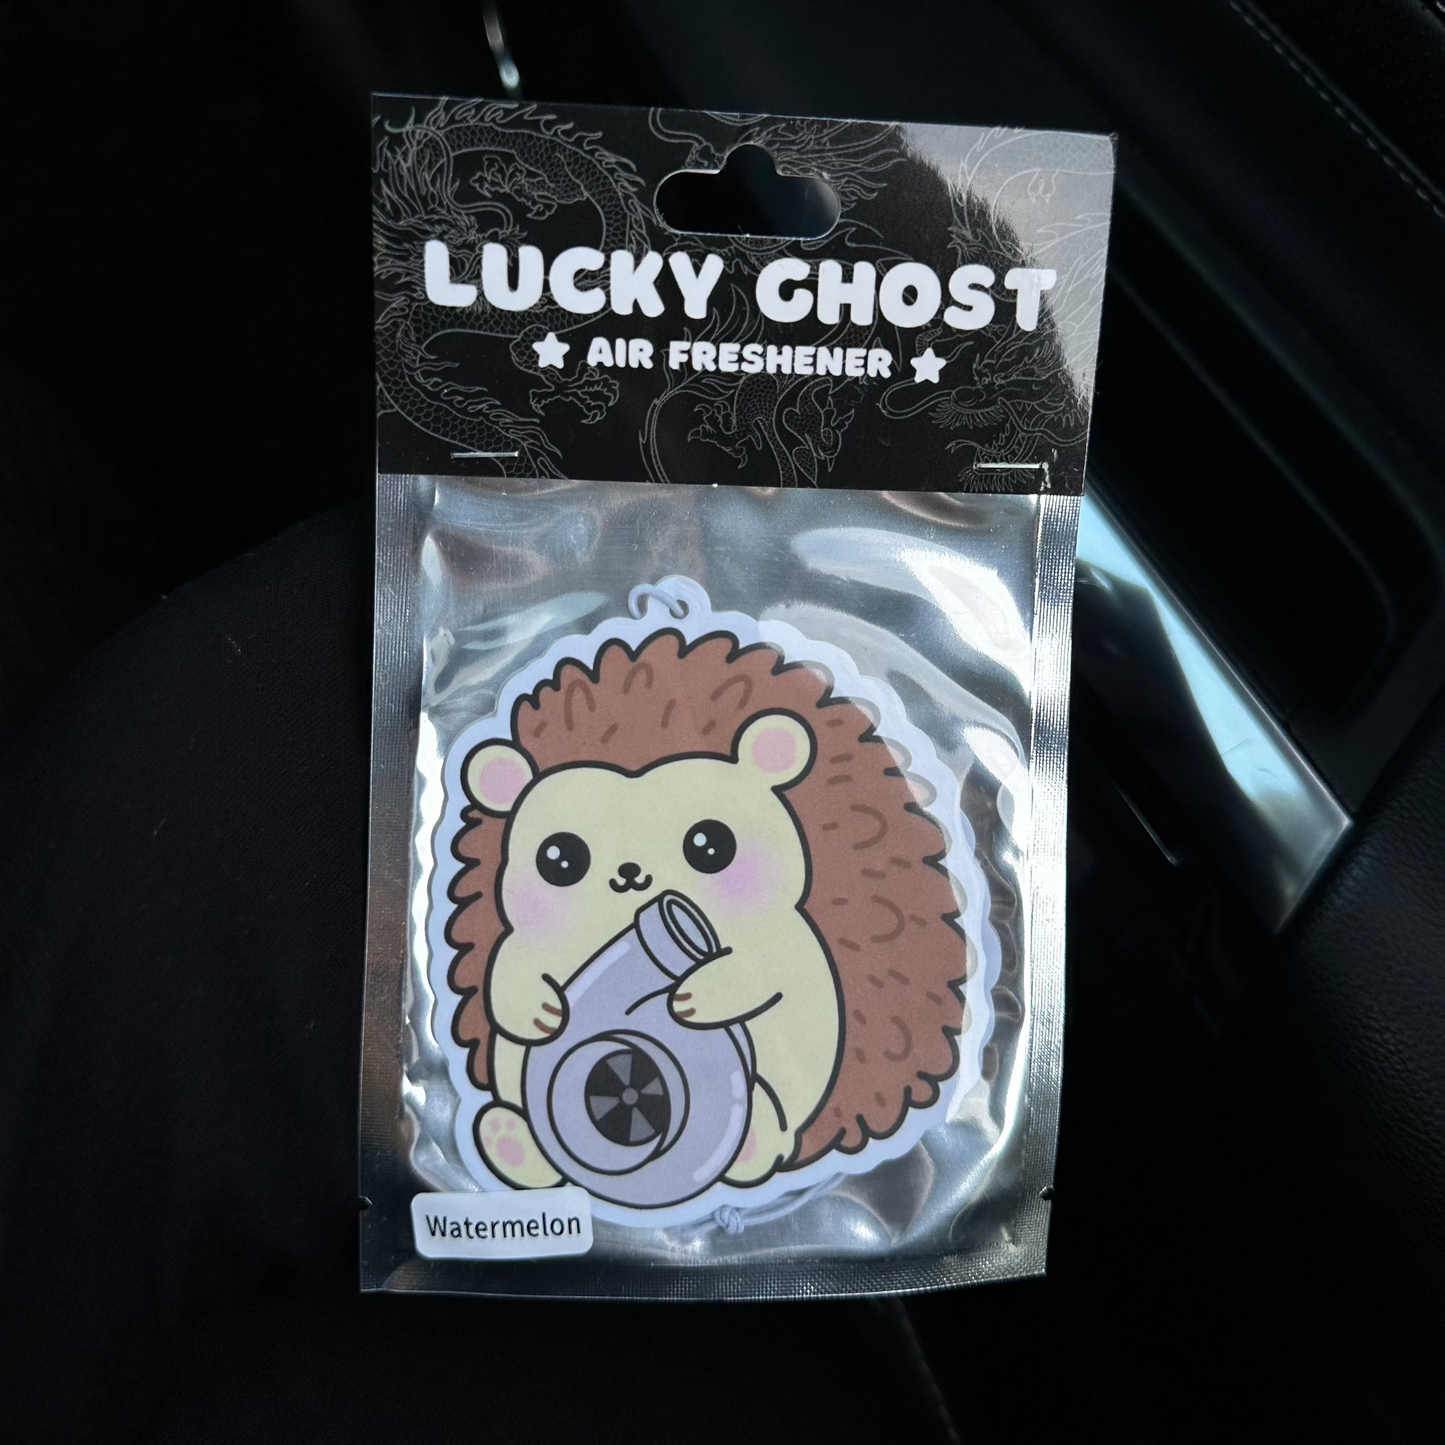 LUCKY GHOST
★ AIR FRESHENER ★
Watermelon